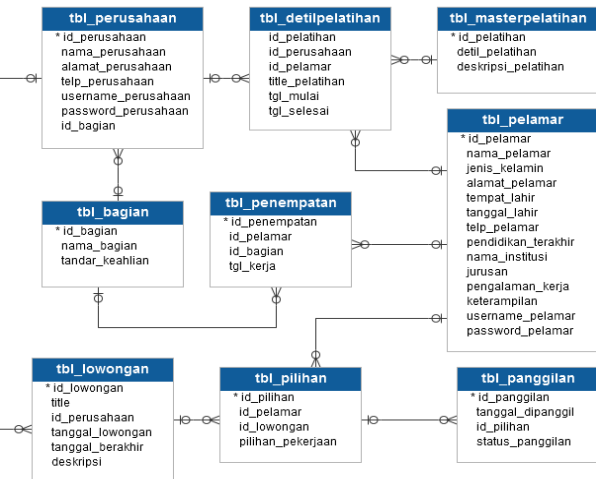 tbl_perusahaan
* id_perusahaan
nama_perusahaan
alamat_perusahaan
telp_perusahaan
username_perusahaan
password_perusahaan
id_bagian
tbl_detilpelatihan
id_pelatihan
id_perusahaan
id_pelamar
title_pelatihan
tgl_mulai
tgl_selesai
tbl_masterpelatihan
* id_pelatihan
detil_pelatihan
deskripsi_pelatihan
tbl_pelamar
* id_pelamar
nama_pelamar
jenis_kelamin
alamat_pelamar
tempat_lahir
tanggal_lahir
telp_pelamar
pendidikan_terakhir
nama_institusi
jurusan
pengalaman_kerja
keterampilan
username_pelamar
password_pelamar
tbl_bagian
* id_bagian
nama_bagian
tandar_keahlian
tbl_penempatan
* id_penempatan
id_pelamar
id_bagian
tgl_kerja
tbl_lowongan
* id_lowongan
title
id_perusahaan
tanggal_lowongan
tanggal_berakhir
deskripsi
tbl_pilihan
* id_pilihan
id_pelamar
id_lowongan
pilihan_pekerjaan
tbl_panggilan
* id_panggilan
tanggal_dipanggil
id_pilihan
status_panggilan